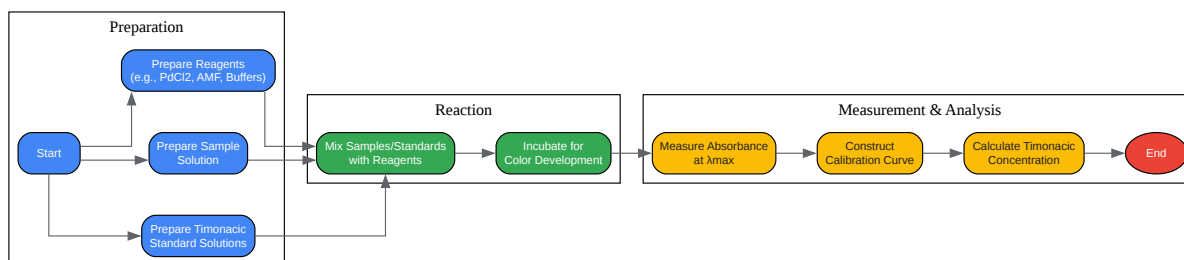 Preparation
Start
Prepare Reagents
(e.g., PdCl2, AMF, Buffers)
Prepare Sample
Solution
Prepare Timonacic
Standard Solutions
Reaction
Mix Samples/Standards
with Reagents
Incubate for
Color Development
Measurement & Analysis
Measure Absorbance
at λmax
Construct
Calibration Curve
Calculate Timonacic
Concentration
End